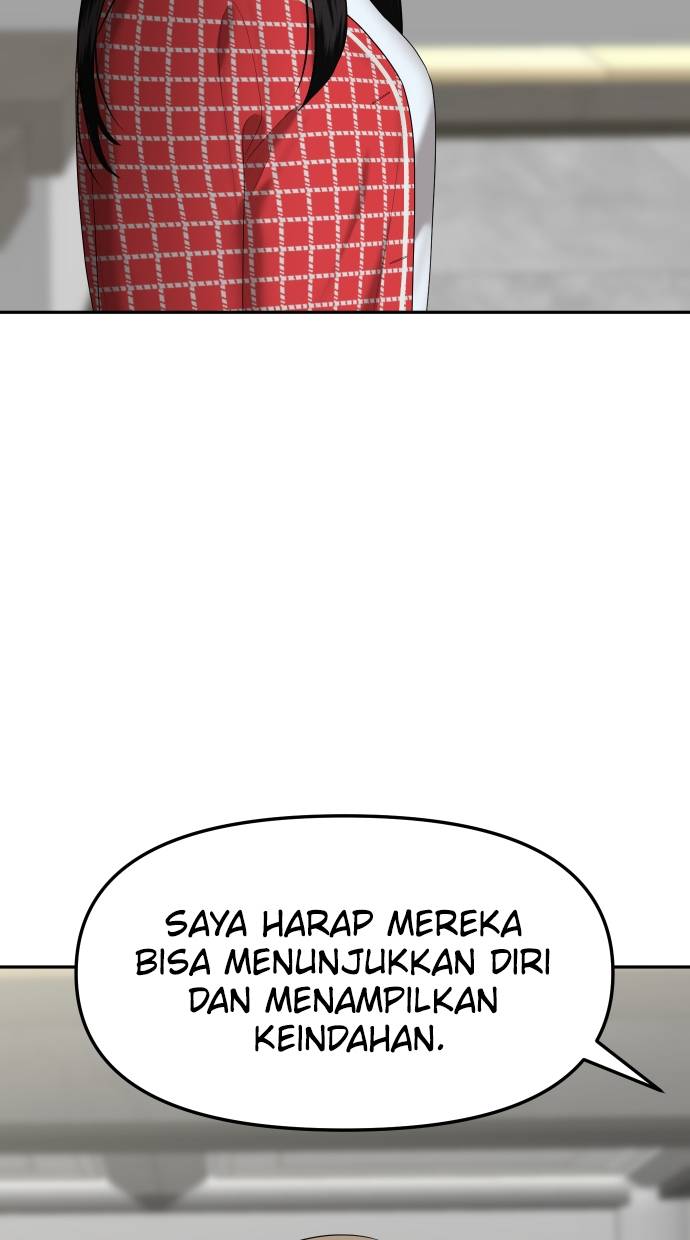 SAYA HARAP MEREKA
BISA MENUNJUKKAN DIRI
DAN MENAMPILKAN
KEINDAHAN.